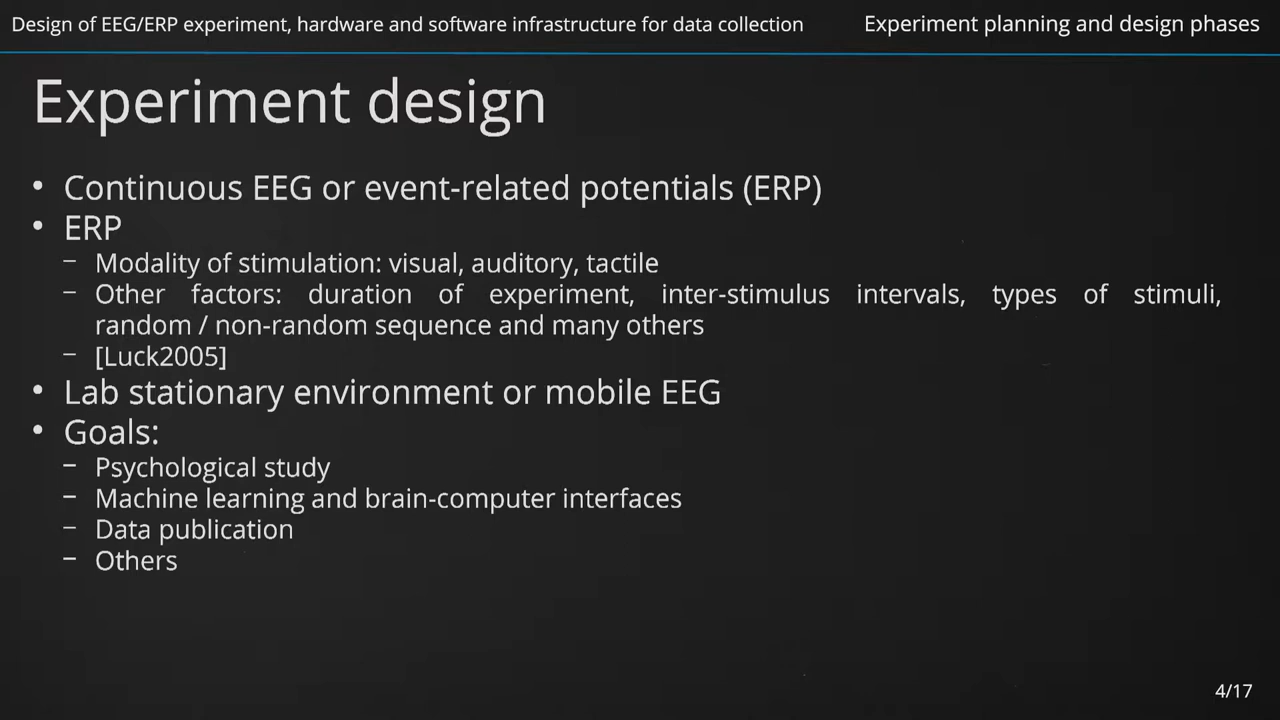 Design of EEG/ERP experiment, hardware and software infrastructure for data collection
Experiment planning and design phases
Experiment design
• Continuous EEG or event-related potentials (ERP)
• ERP
– Modality of stimulation: visual, auditory, tactile
– Other factors: duration of experiment, inter-stimulus intervals, types of stimuli,
random / non-random sequence and many others
– [Luck2005]
• Lab stationary environment or mobile EEG
• Goals:
– Psychological study
– Machine learning and brain-computer interfaces
– Data publication
– Others
4/17